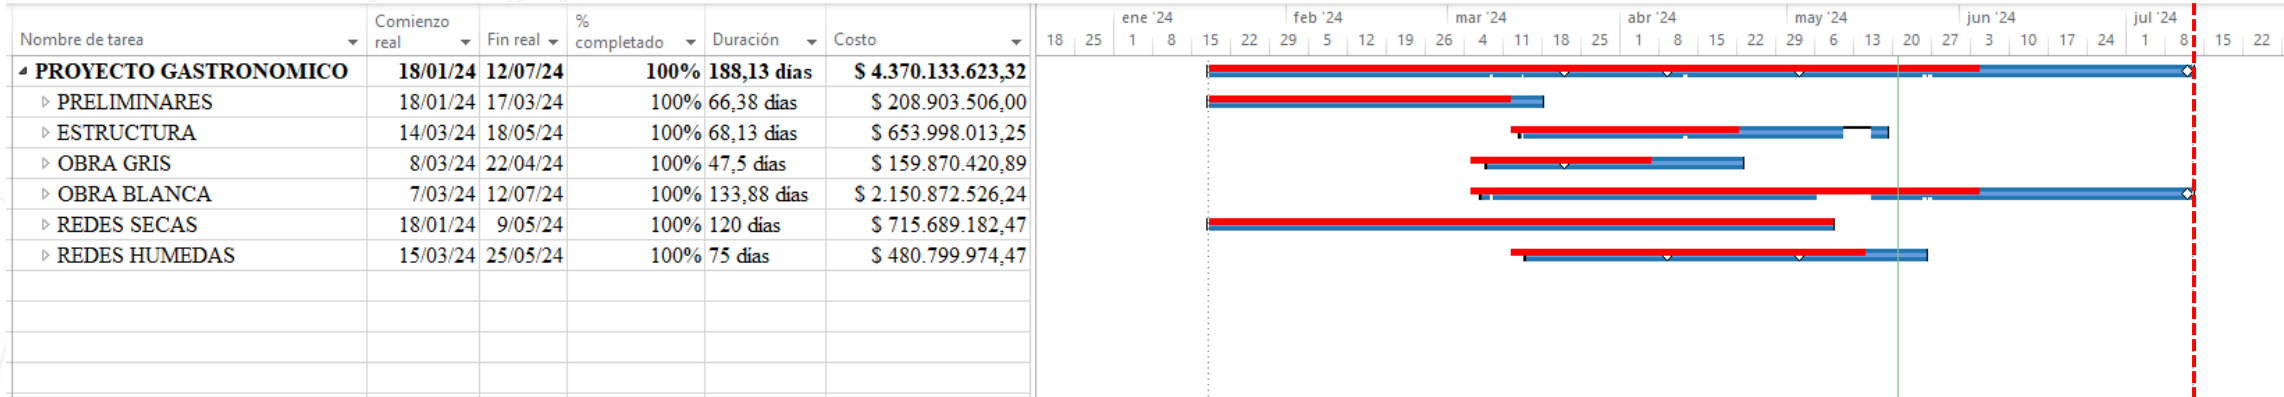 Nombre de tarea Comienzo real Fin real % completado Duración Costo
ene '24 feb '24 mar '24 abr '24 may '24 jun '24 jul '24
18 25 1 8 15 22 29 5 12 19 26 4 11 18 25 1 8 15 22 29 6 13 20 27 3 10 17 24 1 8 15 22
PROYECTO GASTRONOMICO 18/01/24 12/07/24 100% 188,13 días $ 4.370.133.623,32
PRELIMINARES 18/01/24 17/03/24 100% 66,38 días $ 208.903.506,00
ESTRUCTURA 14/03/24 18/05/24 100% 68,13 días $ 653.998.013,25
OBRA GRIS 8/03/24 22/04/24 100% 47,5 días $ 159.870.420,89
OBRA BLANCA 7/03/24 12/07/24 100% 133,88 días $ 2.150.872.526,24
REDES SECAS 18/01/24 9/05/24 100% 120 días $ 715.689.182,47
REDES HUMEDAS 15/03/24 25/05/24 100% 75 días $ 480.799.974,47